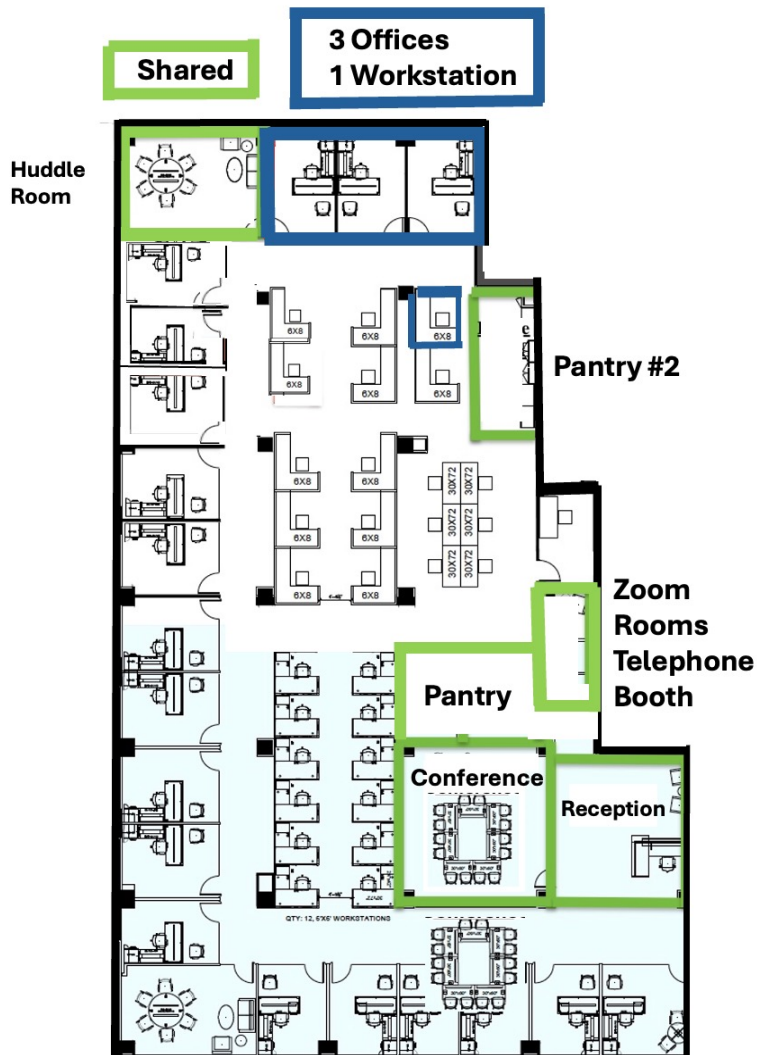 3 Offices
1 Workstation
Shared
Huddle
Room
6X8
6X8
6X8
6X8
6X8
6X8
Pantry #2
6X8
6X8
30X72
30X72
6X8
6X8
30X72
30X72
6X8
6X8
30X72
30X72
Zoom
Rooms
Telephone
Booth
Pantry
Conference
Reception
QTY: 12, 6'X6' WORKSTATIONS